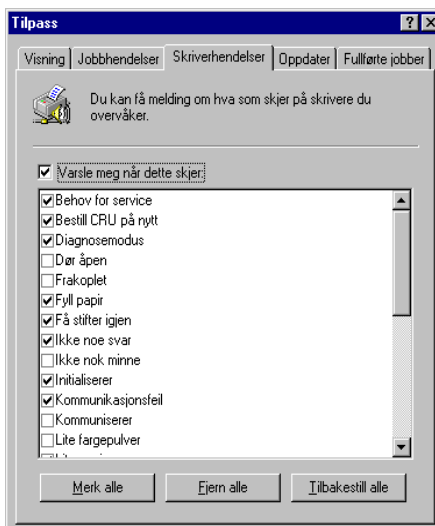 Tilpass
Visning Jobbhendelser Skriverhendelser Oppdater Fullførte jobber
Du kan få melding om hva som skjer på skrivere du
overvåker.
Varsle meg når dette skjer:
Behov for service
Bestill CRU på nytt
Diagnosemodus
Dør åpen
Frakoplet
Fyll papir
Få stifter igjen
Ikke noe svar
Ikke nok minne
Initialiserer
Kommunikasjonsfeil
Kommuniserer
Lite fargepulver
Merk alle Fjern alle Tilbakestill alle